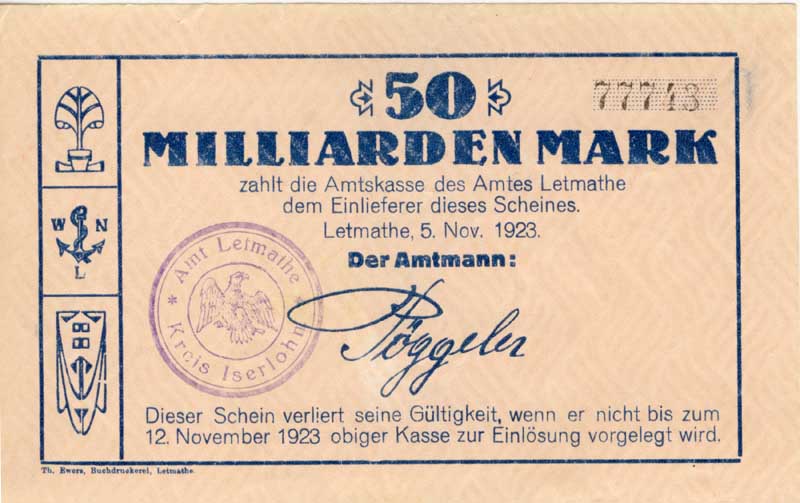 50
77743
MILLIARDEN MARK
zahlt die Amtskasse des Amtes Letmathe
dem Einlieferer dieses Scheines.
Letmathe, 5. Nov. 1923.
Der Amtmann:
W N
L
* Amt Letmathe *
Kreis Iserlohn
Pöggeler
Dieser Schein verliert seine Gültigkeit, wenn er nicht bis zum
12. November 1923 obiger Kasse zur Einlösung vorgelegt wird.
Th. Ewers, Buchdruckerei, Letmathe.